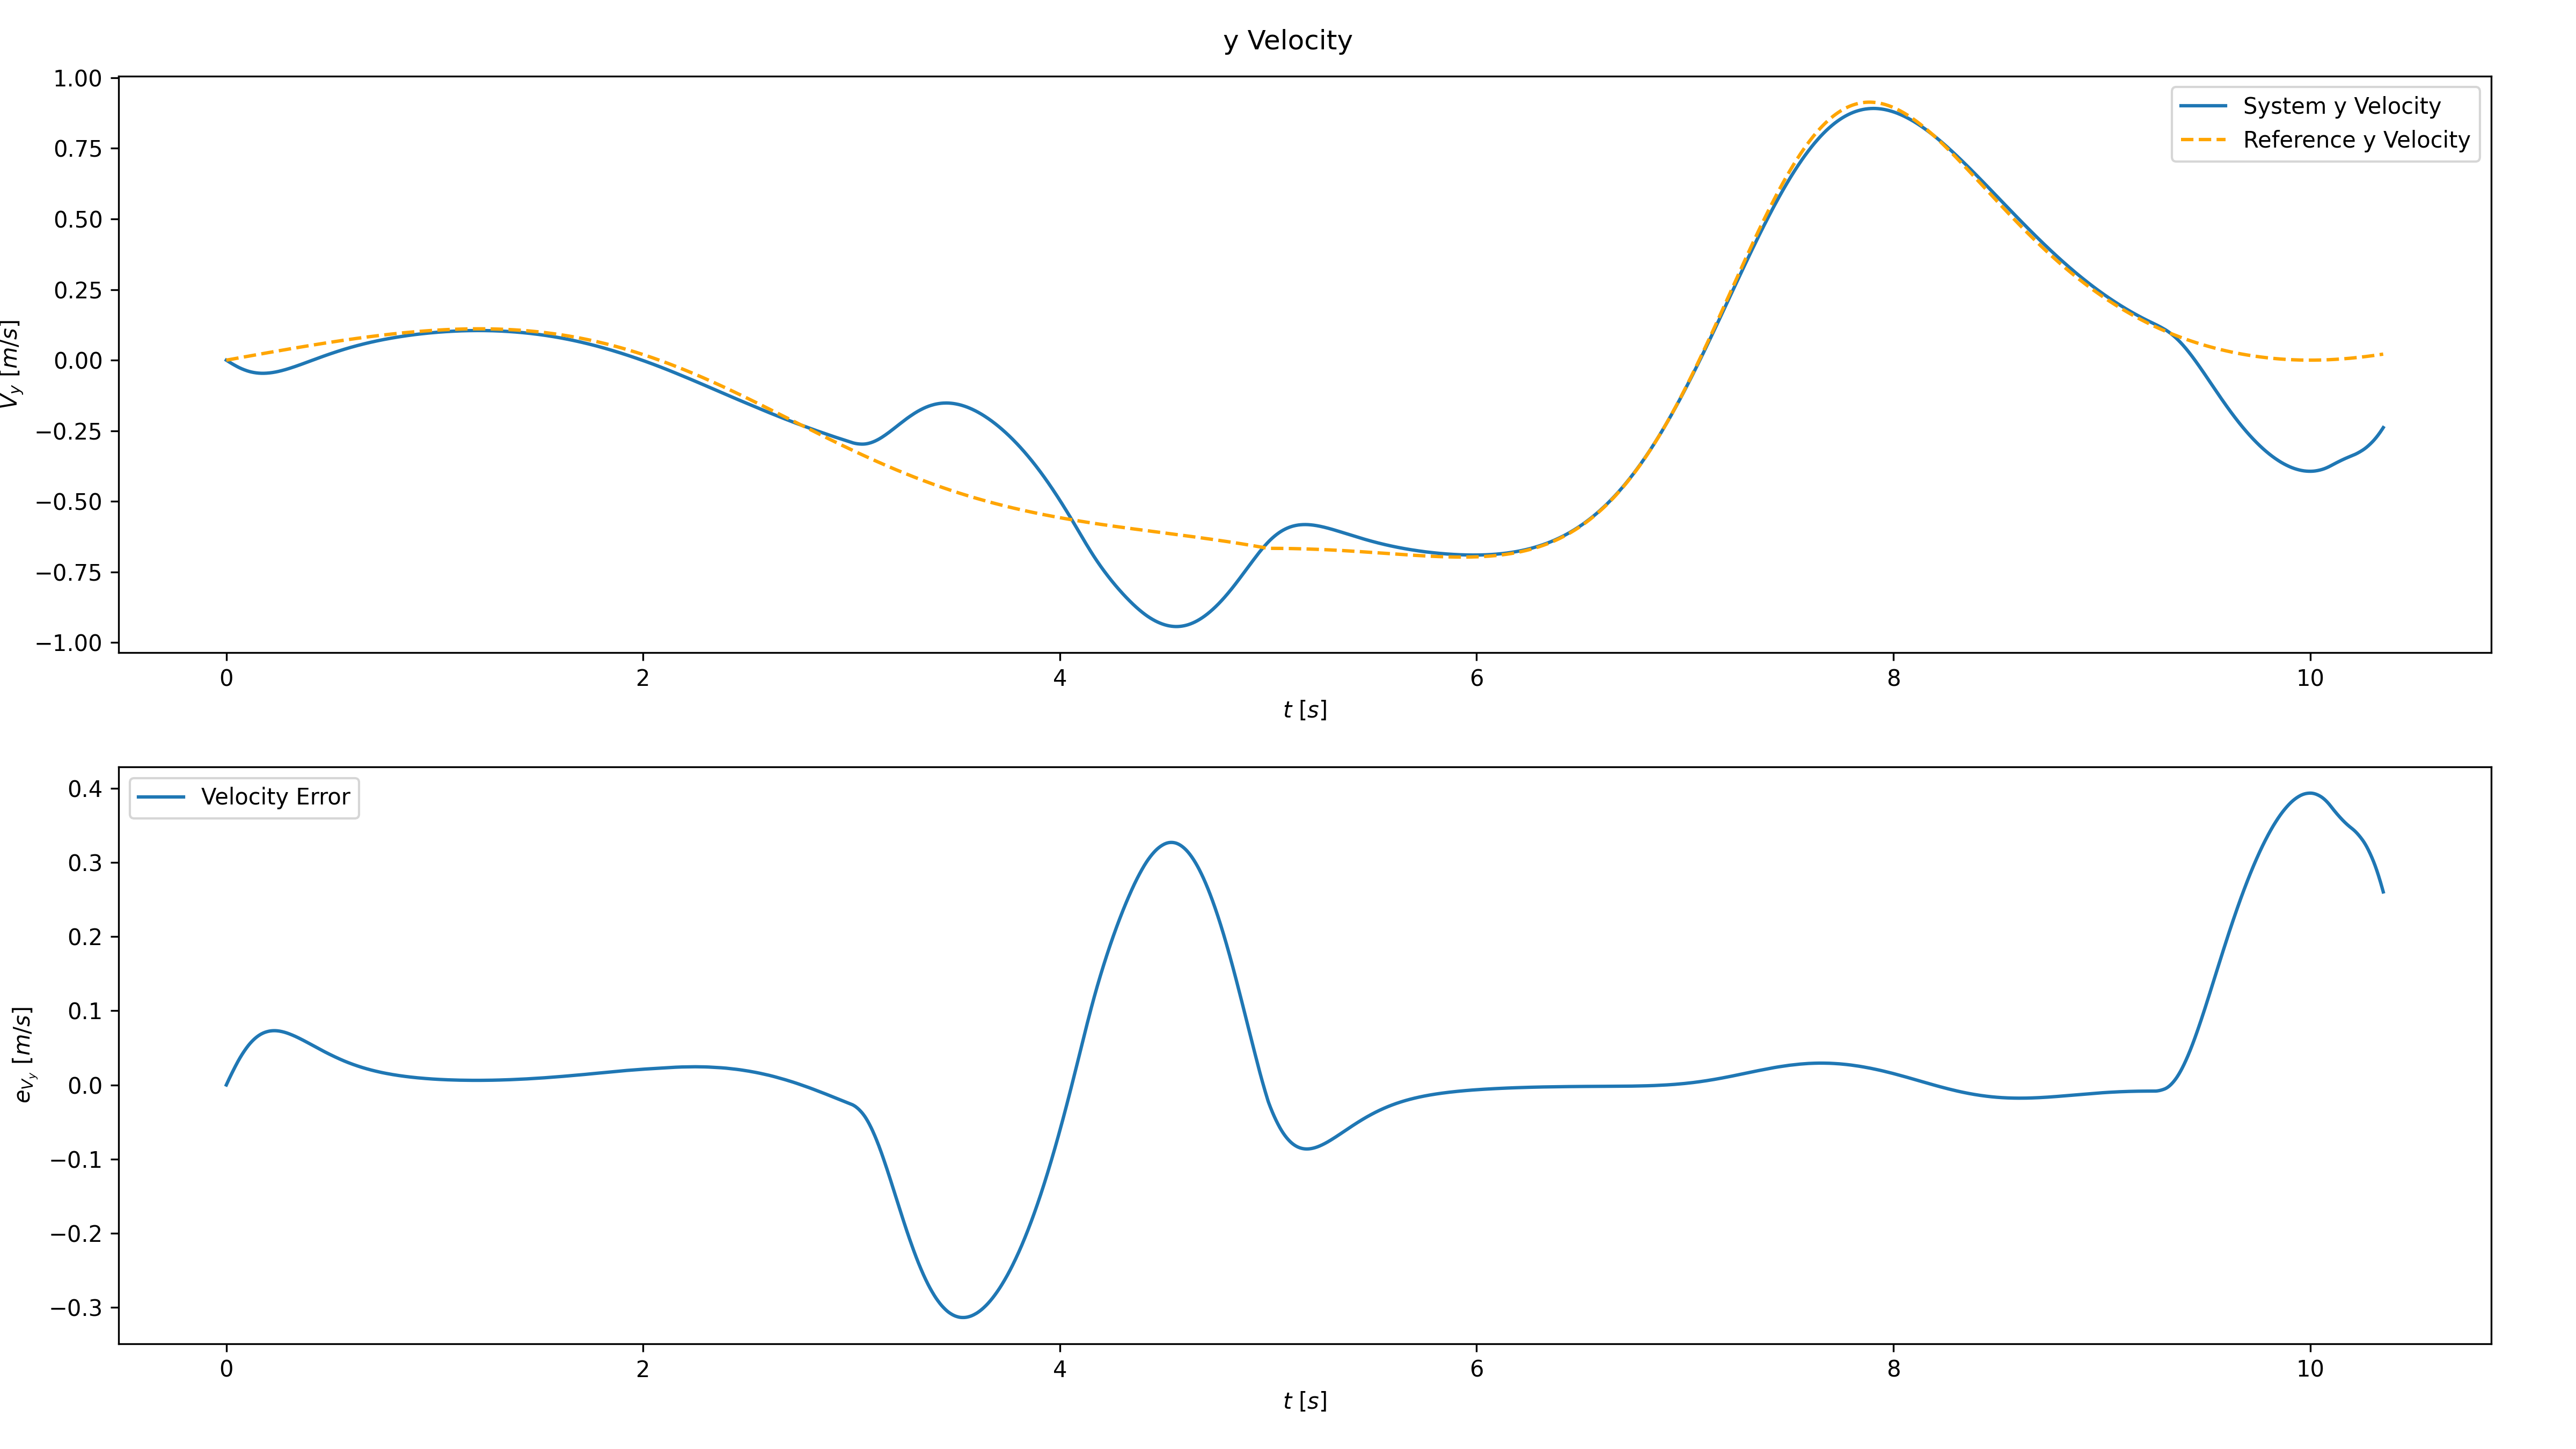 y Velocity
1.00
0.75
0.50
0.25
0.00
−0.25
−0.50
−0.75
−1.00
V_y [m/s]
System y Velocity
Reference y Velocity
0 2 4 6 8 10
t [s]
0.4
0.3
0.2
0.1
0.0
−0.1
−0.2
−0.3
e_{V_y} [m/s]
Velocity Error
0 2 4 6 8 10
t [s]